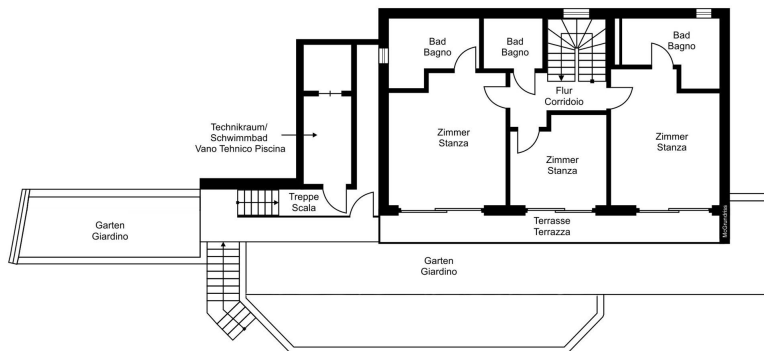 Bad
Bagno
Bad
Bagno
Bad
Bagno
Flur
Corridoio
Technikraum/
Schwimmbad
Vano Tehnico Piscina
Zimmer
Stanza
Zimmer
Stanza
Zimmer
Stanza
Treppe
Scala
Garten
Giardino
Terrasse
Terrazza
McGrundriss
Garten
Giardino